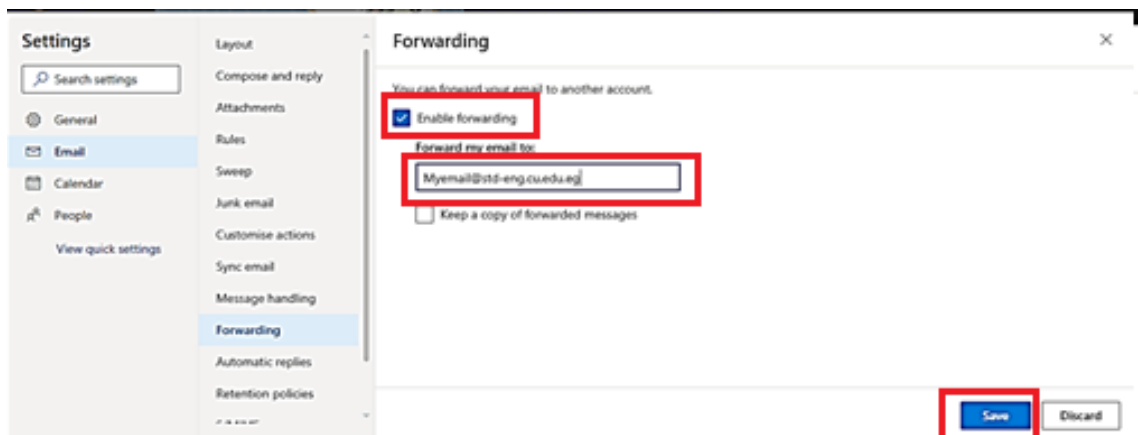 Settings
Search settings
General
Email
Calendar
People
View quick settings
Layout
Compose and reply
Attachments
Rules
Sweep
Junk email
Customise actions
Sync email
Message handling
Forwarding
Automatic replies
Retention policies
Forwarding
You can forward your email to another account.
Enable forwarding
Forward my email to:
Myemail@std-eng.cu.edu.eg
Keep a copy of forwarded messages
Save
Discard